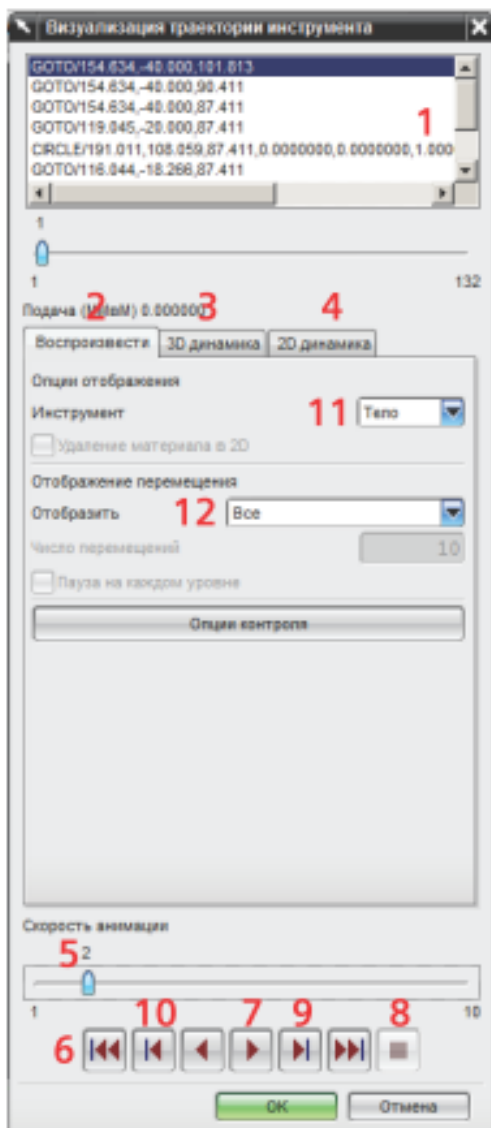 Визуализация траектории инструмента
GOTO/154.634,-40.000,101.813
GOTO/154.634,-40.000,90.411
GOTO/154.634,-40.000,87.411
GOTO/119.045,-20.000,87.411
1
CIRCLE/191.011,108.059,87.411,0.0000000,0.0000000,1.000
GOTO/116.044,-18.266,87.411
1
1 132
Подача (MMpM) 0.000000
2 3 4
Воспроизвести 3D динамика 2D динамика
Опции отображения
Инструмент 11 Тело
Удаление материала в 2D
Отображение перемещения
Отобразить 12 Все
Число перемещений 10
Пауза на каждом уровне
Опции контроля
Скорость анимации
5 2
1 10
10 7 9 8
6
OK Отмена